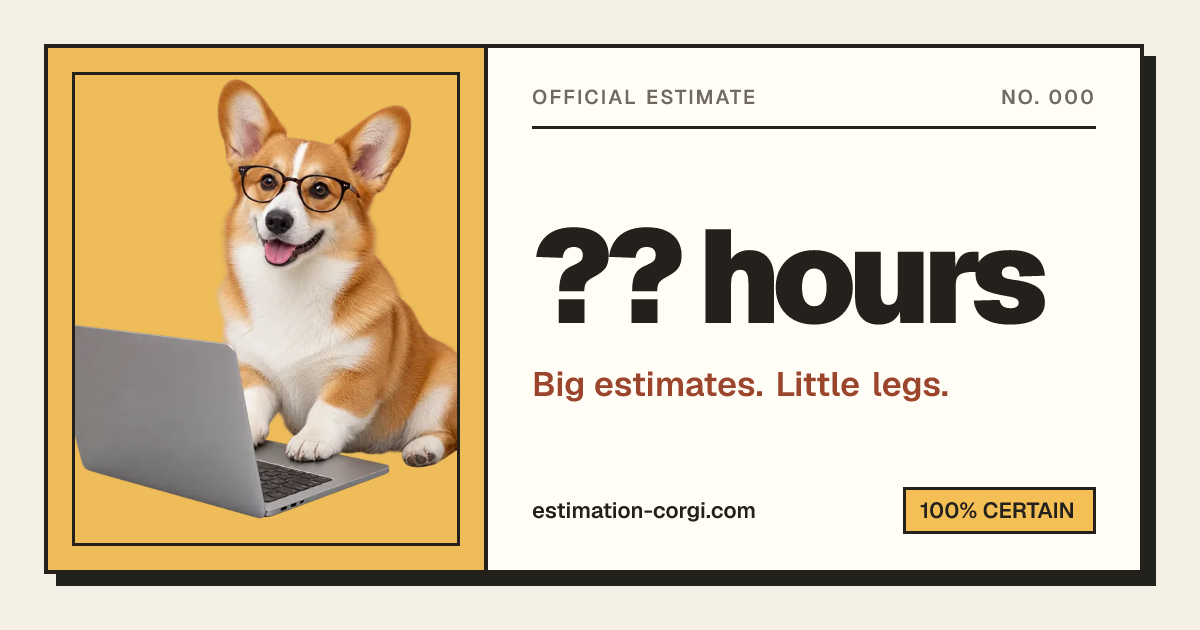 OFFICIAL ESTIMATE NO. 000
?? hours
Big estimates. Little legs.
estimation-corgi.com 100% CERTAIN